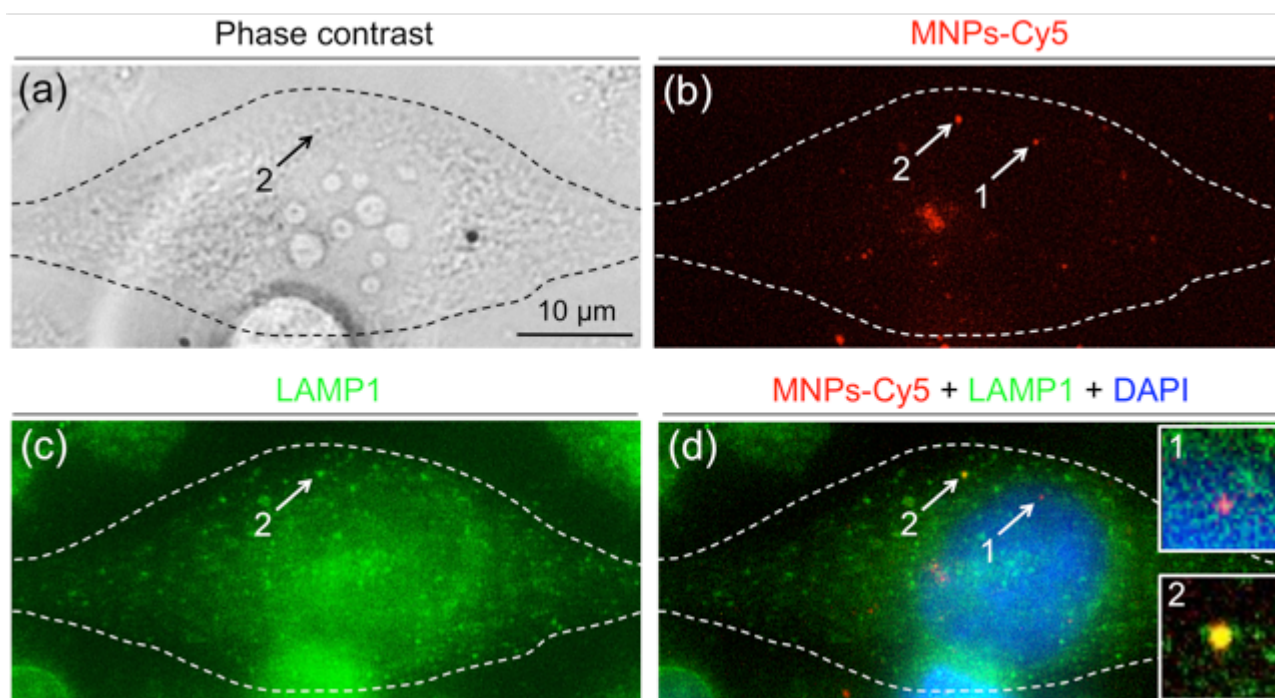 Phase contrast
MNPs-Cy5
(a)
2
10 µm
(b)
2
1
LAMP1
MNPs-Cy5 + LAMP1 + DAPI
(c)
2
(d)
2
1
1
2